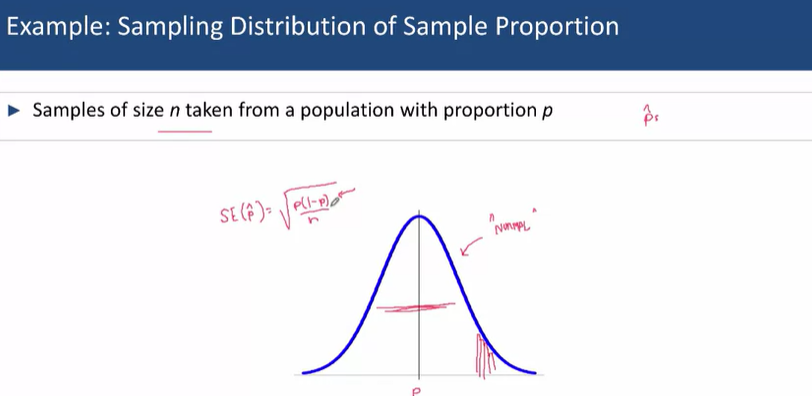 Example: Sampling Distribution of Sample Proportion
► Samples of size n taken from a population with proportion p
p̂s
SE(p̂)= √(p(1-p)/n)
"NORMAL"
P